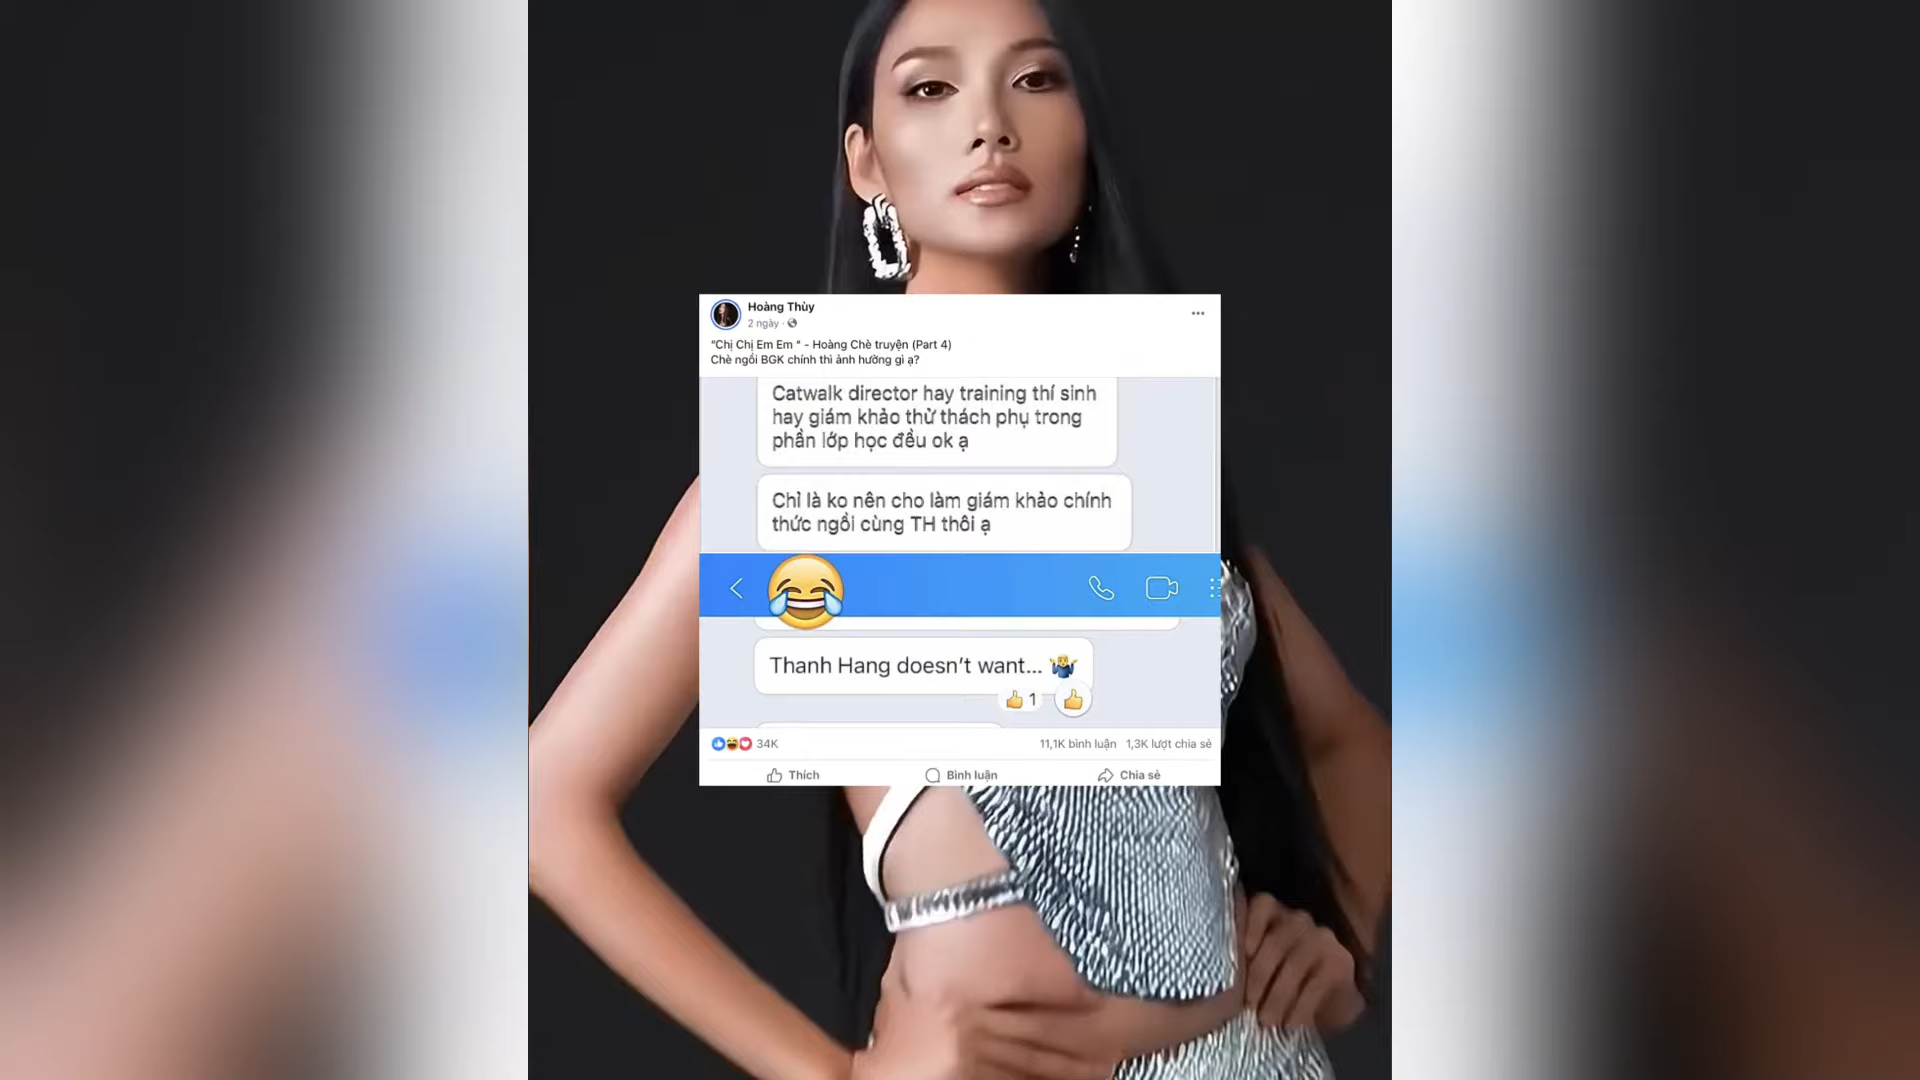 Hoàng Thùy
2 ngày ·
"Chị Chị Em Em " - Hoàng Chè truyện (Part 4)
Chè ngồi BGK chính thì ảnh hưởng gì ạ?
Catwalk director hay training thí sinh
hay giám khảo thử thách phụ trong
phần lớp học đều ok ạ
Chỉ là ko nên cho làm giám khảo chính
thức ngồi cùng TH thôi ạ
Thanh Hang doesn't want... 🤷‍♂️
👍 1 👍
34K 11,1K bình luận 1,3K lượt chia sẻ
Thích Bình luận Chia sẻ